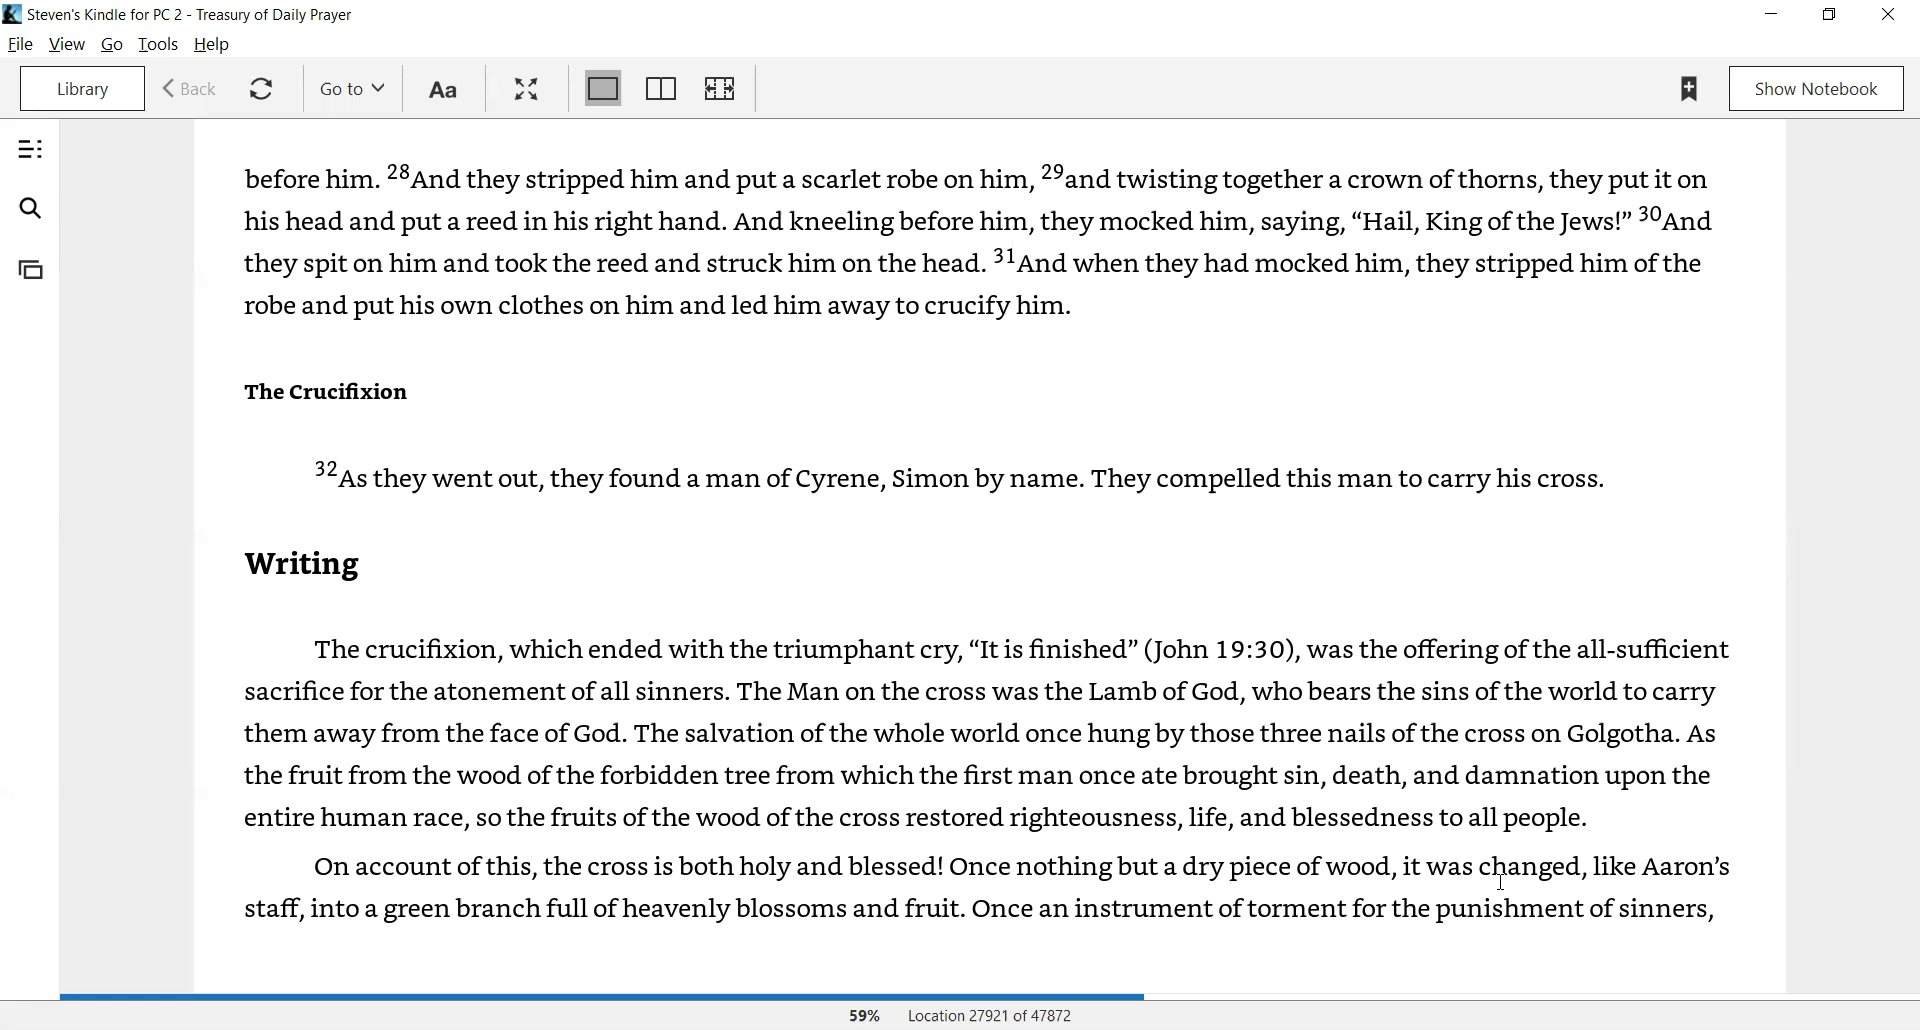 Steven's Kindle for PC 2 - Treasury of Daily Prayer
File View Go Tools Help
Library Back Go to Aa Show Notebook
before him. 28And they stripped him and put a scarlet robe on him, 29and twisting together a crown of thorns, they put it on
his head and put a reed in his right hand. And kneeling before him, they mocked him, saying, “Hail, King of the Jews!” 30And
they spit on him and took the reed and struck him on the head. 31And when they had mocked him, they stripped him of the
robe and put his own clothes on him and led him away to crucify him.
The Crucifixion
32As they went out, they found a man of Cyrene, Simon by name. They compelled this man to carry his cross.
Writing
The crucifixion, which ended with the triumphant cry, “It is finished” (John 19:30), was the offering of the all-sufficient
sacrifice for the atonement of all sinners. The Man on the cross was the Lamb of God, who bears the sins of the world to carry
them away from the face of God. The salvation of the whole world once hung by those three nails of the cross on Golgotha. As
the fruit from the wood of the forbidden tree from which the first man once ate brought sin, death, and damnation upon the
entire human race, so the fruits of the wood of the cross restored righteousness, life, and blessedness to all people.
On account of this, the cross is both holy and blessed! Once nothing but a dry piece of wood, it was changed, like Aaron’s
staff, into a green branch full of heavenly blossoms and fruit. Once an instrument of torment for the punishment of sinners,
59% Location 27921 of 47872